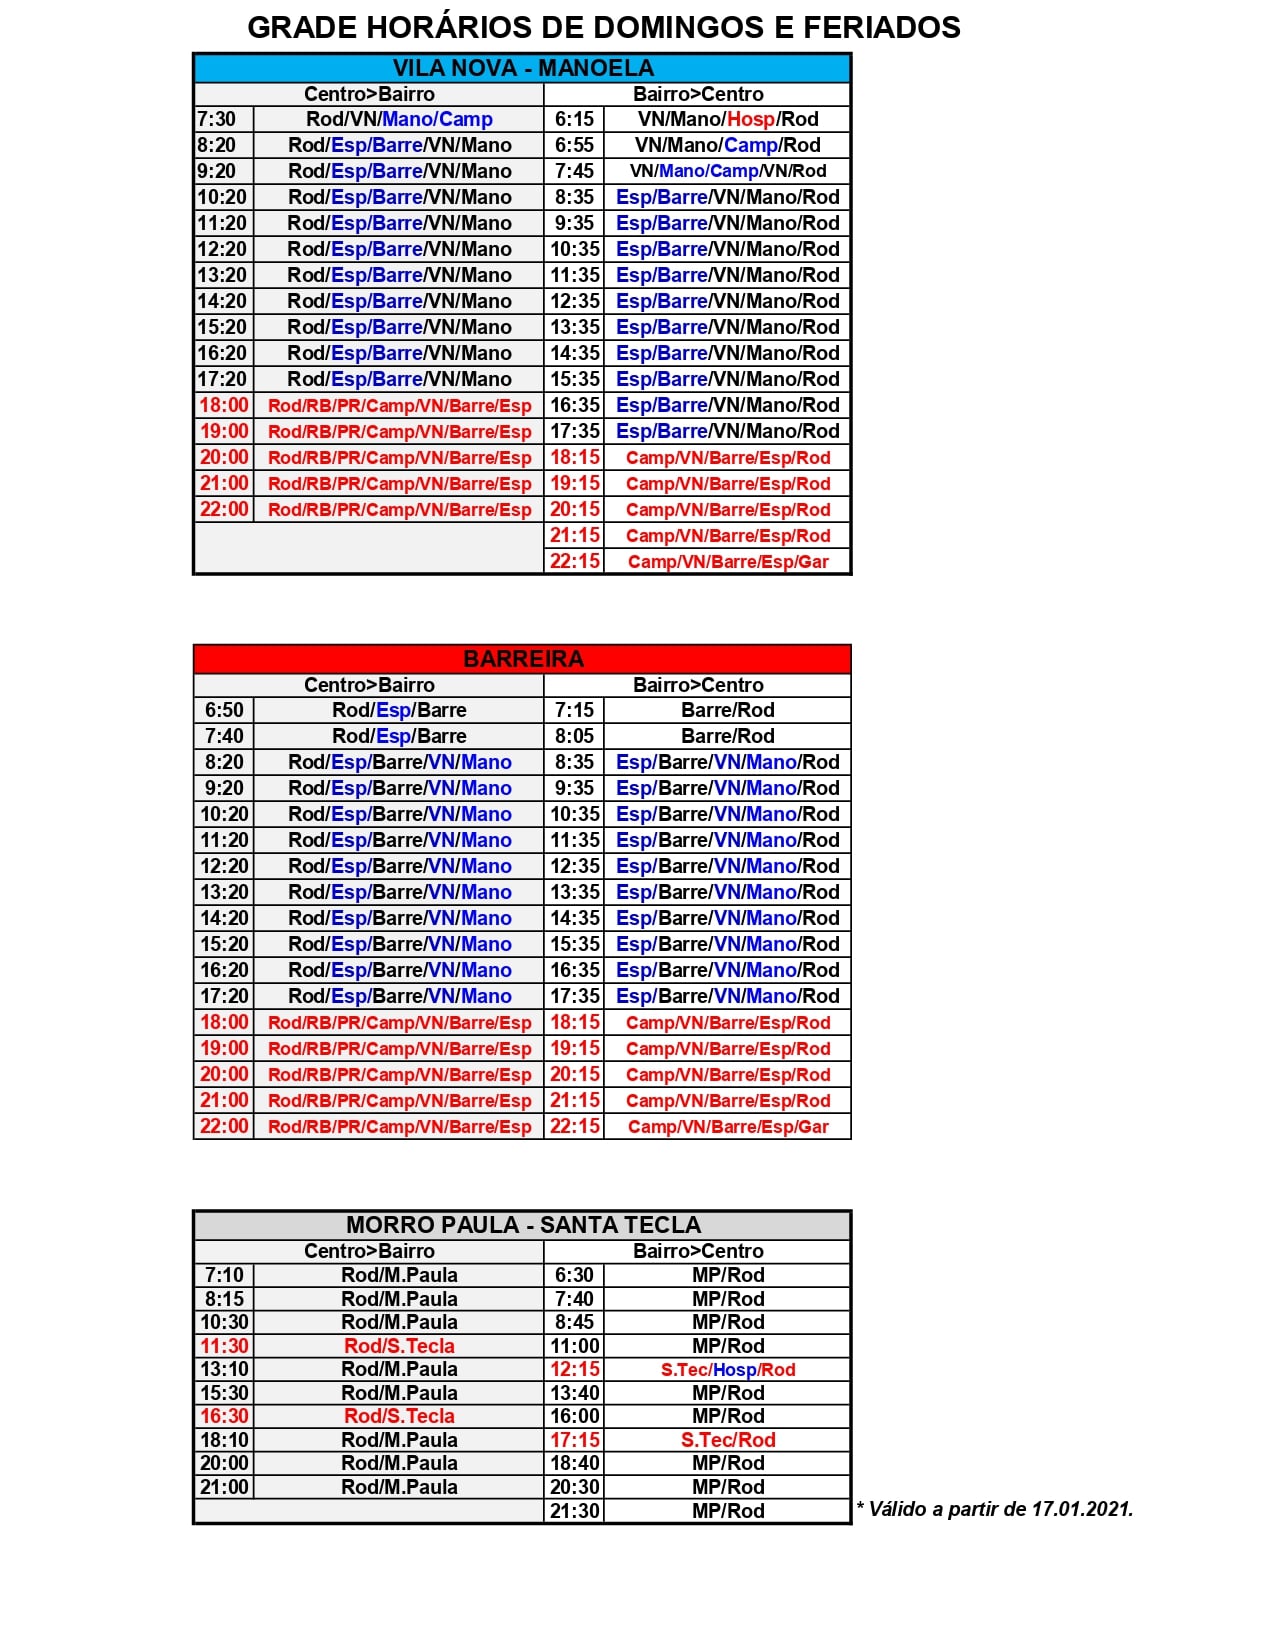 GRADE HORÁRIOS DE DOMINGOS E FERIADOS
VILA NOVA - MANOELA
Centro>Bairro Bairro>Centro
7:30 Rod/VN/Mano/Camp 6:15 VN/Mano/Hosp/Rod
8:20 Rod/Esp/Barre/VN/Mano 6:55 VN/Mano/Camp/Rod
9:20 Rod/Esp/Barre/VN/Mano 7:45 VN/Mano/Camp/VN/Rod
10:20 Rod/Esp/Barre/VN/Mano 8:35 Esp/Barre/VN/Mano/Rod
11:20 Rod/Esp/Barre/VN/Mano 9:35 Esp/Barre/VN/Mano/Rod
12:20 Rod/Esp/Barre/VN/Mano 10:35 Esp/Barre/VN/Mano/Rod
13:20 Rod/Esp/Barre/VN/Mano 11:35 Esp/Barre/VN/Mano/Rod
14:20 Rod/Esp/Barre/VN/Mano 12:35 Esp/Barre/VN/Mano/Rod
15:20 Rod/Esp/Barre/VN/Mano 13:35 Esp/Barre/VN/Mano/Rod
16:20 Rod/Esp/Barre/VN/Mano 14:35 Esp/Barre/VN/Mano/Rod
17:20 Rod/Esp/Barre/VN/Mano 15:35 Esp/Barre/VN/Mano/Rod
18:00 Rod/RB/PR/Camp/VN/Barre/Esp 16:35 Esp/Barre/VN/Mano/Rod
19:00 Rod/RB/PR/Camp/VN/Barre/Esp 17:35 Esp/Barre/VN/Mano/Rod
20:00 Rod/RB/PR/Camp/VN/Barre/Esp 18:15 Camp/VN/Barre/Esp/Rod
21:00 Rod/RB/PR/Camp/VN/Barre/Esp 19:15 Camp/VN/Barre/Esp/Rod
22:00 Rod/RB/PR/Camp/VN/Barre/Esp 20:15 Camp/VN/Barre/Esp/Rod
21:15 Camp/VN/Barre/Esp/Rod
22:15 Camp/VN/Barre/Esp/Gar
BARREIRA
Centro>Bairro Bairro>Centro
6:50 Rod/Esp/Barre 7:15 Barre/Rod
7:40 Rod/Esp/Barre 8:05 Barre/Rod
8:20 Rod/Esp/Barre/VN/Mano 8:35 Esp/Barre/VN/Mano/Rod
9:20 Rod/Esp/Barre/VN/Mano 9:35 Esp/Barre/VN/Mano/Rod
10:20 Rod/Esp/Barre/VN/Mano 10:35 Esp/Barre/VN/Mano/Rod
11:20 Rod/Esp/Barre/VN/Mano 11:35 Esp/Barre/VN/Mano/Rod
12:20 Rod/Esp/Barre/VN/Mano 12:35 Esp/Barre/VN/Mano/Rod
13:20 Rod/Esp/Barre/VN/Mano 13:35 Esp/Barre/VN/Mano/Rod
14:20 Rod/Esp/Barre/VN/Mano 14:35 Esp/Barre/VN/Mano/Rod
15:20 Rod/Esp/Barre/VN/Mano 15:35 Esp/Barre/VN/Mano/Rod
16:20 Rod/Esp/Barre/VN/Mano 16:35 Esp/Barre/VN/Mano/Rod
17:20 Rod/Esp/Barre/VN/Mano 17:35 Esp/Barre/VN/Mano/Rod
18:00 Rod/RB/PR/Camp/VN/Barre/Esp 18:15 Camp/VN/Barre/Esp/Rod
19:00 Rod/RB/PR/Camp/VN/Barre/Esp 19:15 Camp/VN/Barre/Esp/Rod
20:00 Rod/RB/PR/Camp/VN/Barre/Esp 20:15 Camp/VN/Barre/Esp/Rod
21:00 Rod/RB/PR/Camp/VN/Barre/Esp 21:15 Camp/VN/Barre/Esp/Rod
22:00 Rod/RB/PR/Camp/VN/Barre/Esp 22:15 Camp/VN/Barre/Esp/Gar
MORRO PAULA - SANTA TECLA
Centro>Bairro Bairro>Centro
7:10 Rod/M.Paula 6:30 MP/Rod
8:15 Rod/M.Paula 7:40 MP/Rod
10:30 Rod/M.Paula 8:45 MP/Rod
11:30 Rod/S.Tecla 11:00 MP/Rod
13:10 Rod/M.Paula 12:15 S.Tec/Hosp/Rod
15:30 Rod/M.Paula 13:40 MP/Rod
16:30 Rod/S.Tecla 16:00 MP/Rod
18:10 Rod/M.Paula 17:15 S.Tec/Rod
20:00 Rod/M.Paula 18:40 MP/Rod
21:00 Rod/M.Paula 20:30 MP/Rod
21:30 MP/Rod * Válido a partir de 17.01.2021.